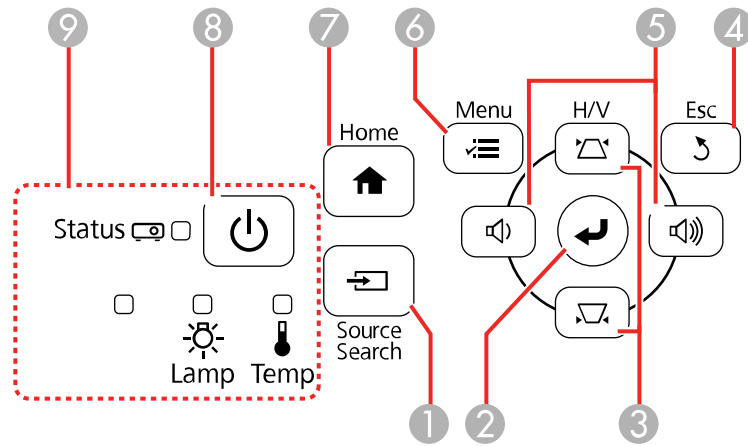 9 8 7 6 5 4
Menu H/V Esc
Home
Status
Source
Search
Lamp Temp
1 2 3